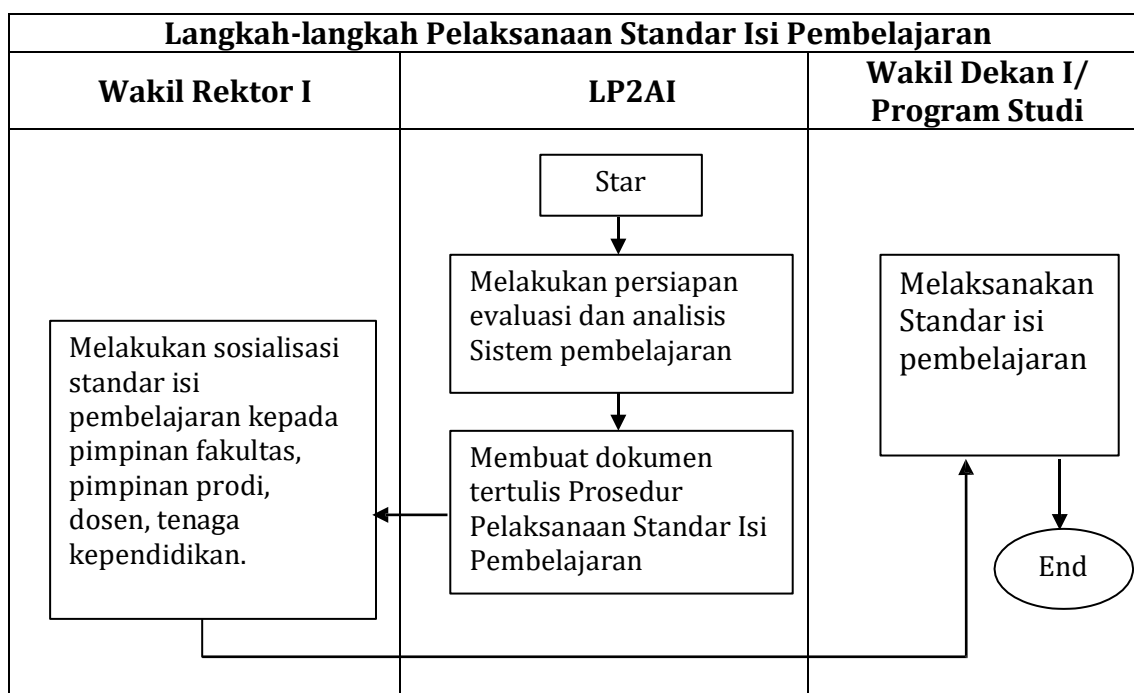 Langkah-langkah Pelaksanaan Standar Isi Pembelajaran
Wakil Rektor I
LP2AI
Wakil Dekan I/
Program Studi
Star
Melakukan persiapan
evaluasi dan analisis
Sistem pembelajaran
Membuat dokumen
tertulis Prosedur
Pelaksanaan Standar Isi
Pembelajaran
Melakukan sosialisasi
standar isi
pembelajaran kepada
pimpinan fakultas,
pimpinan prodi,
dosen, tenaga
kependidikan.
Melaksanakan
Standar isi
pembelajaran
End